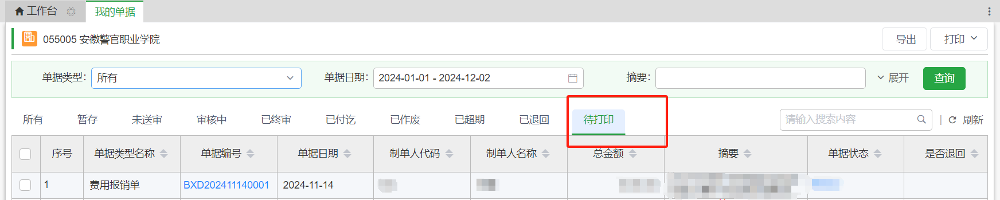 工作台 我的单据
055005 安徽警官职业学院 导出 打印
单据类型: 所有 单据日期: 2024-01-01 - 2024-12-02 摘要: 展开 查询
所有 暂存 未送审 审核中 已终审 已付讫 已作废 已超期 已退回 待打印 请输入搜索内容 | 刷新
序号 单据类型名称 单据编号 单据日期 制单人代码 制单人名称 总金额 摘要 单据状态 是否退回
1 费用报销单 BXD202411140001 2024-11-14